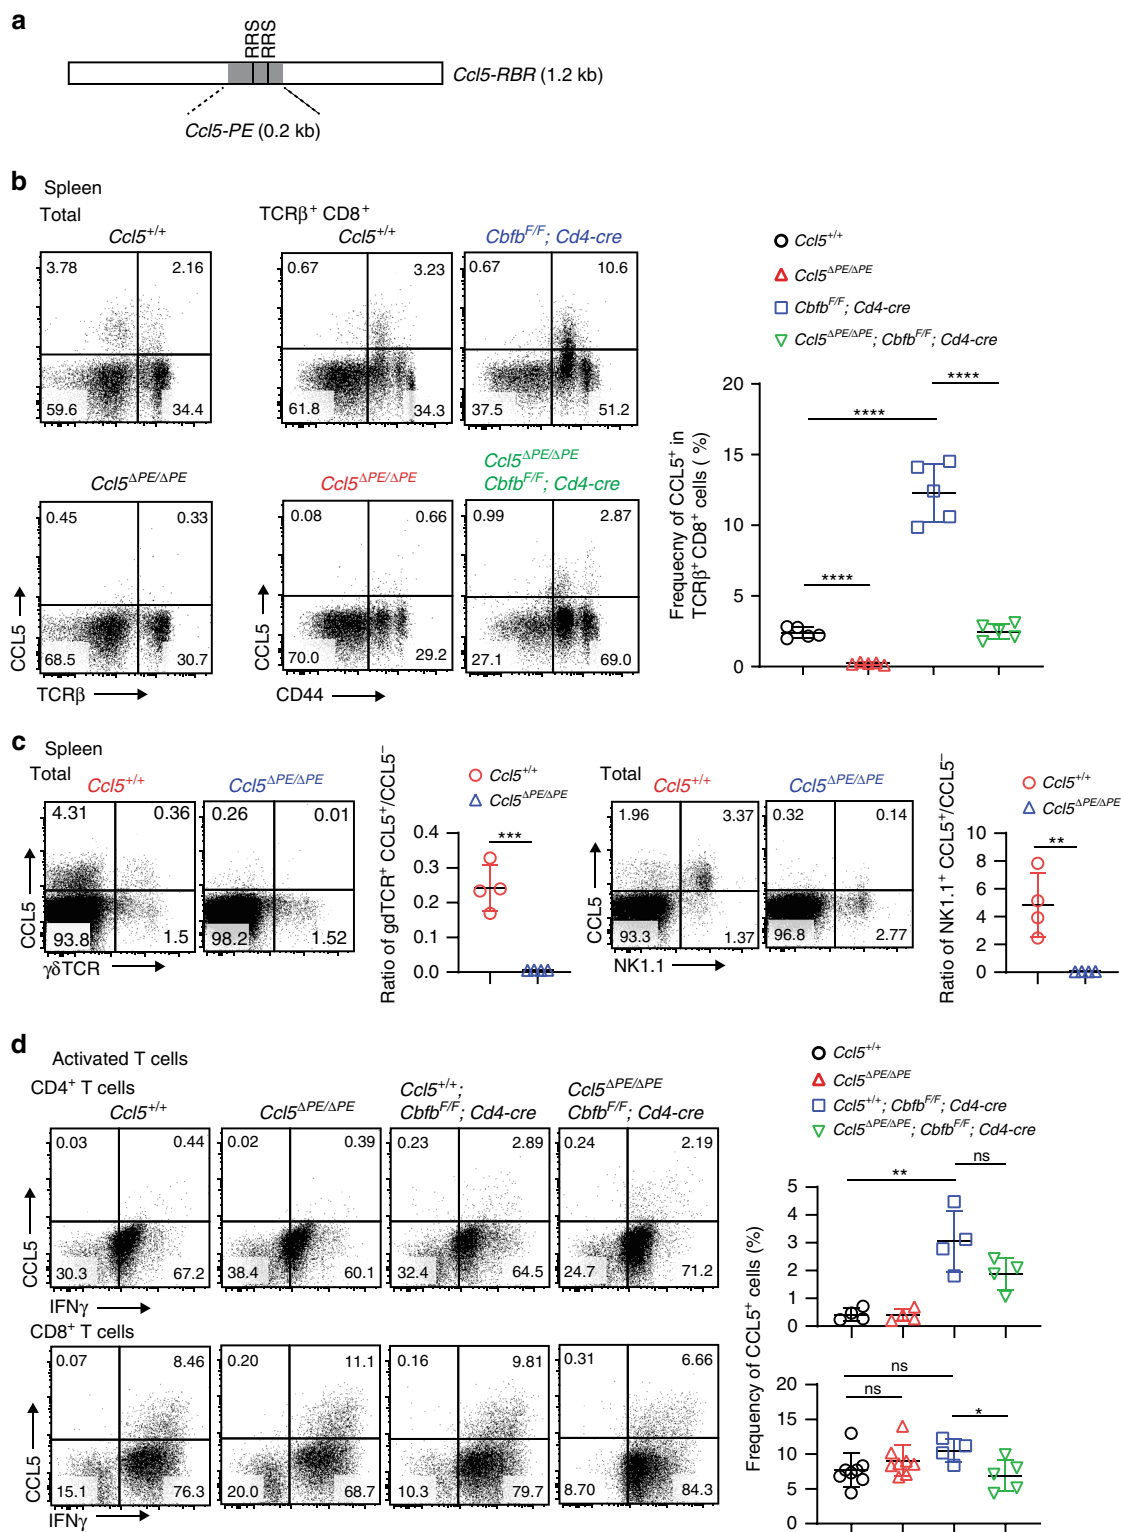 a
RRS
RRS
Ccl5-RBR (1.2 kb)
Ccl5-PE (0.2 kb)
b
Spleen
Total
TCRβ+ CD8+
Ccl5+/+
Ccl5+/+
CbfbF/F; Cd4-cre
3.78 2.16
59.6 34.4
0.67 3.23
61.8 34.3
0.67 10.6
37.5 51.2
Ccl5ΔPE/ΔPE
Ccl5ΔPE/ΔPE
Ccl5ΔPE/ΔPE
CbfbF/F; Cd4-cre
0.45 0.33
68.5 30.7
0.08 0.66
70.0 29.2
0.99 2.87
27.1 69.0
CCL5
TCRβ
CCL5
CD44
Ccl5+/+
Ccl5ΔPE/ΔPE
CbfbF/F; Cd4-cre
Ccl5ΔPE/ΔPE; CbfbF/F; Cd4-cre
Frequecny of CCL5+ in
TCRβ+ CD8+ cells ( %)
20
15
10
5
0
****
****
****
c
Spleen
Total
Ccl5+/+
Ccl5ΔPE/ΔPE
4.31 0.36
93.8 1.5
0.26 0.01
98.2 1.52
CCL5
γδTCR
Ratio of gdTCR+ CCL5+/CCL5−
Ccl5+/+
Ccl5ΔPE/ΔPE
0.4
0.3
0.2
0.1
0.0
***
Total
Ccl5+/+
Ccl5ΔPE/ΔPE
1.96 3.37
93.3 1.37
0.32 0.14
96.8 2.77
CCL5
NK1.1
Ratio of NK1.1+ CCL5+/CCL5−
Ccl5+/+
Ccl5ΔPE/ΔPE
10
8
6
4
2
0
**
d
Activated T cells
CD4+ T cells
Ccl5+/+
Ccl5ΔPE/ΔPE
Ccl5+/+;
CbfbF/F; Cd4-cre
Ccl5ΔPE/ΔPE
CbfbF/F; Cd4-cre
0.03 0.44
30.3 67.2
0.02 0.39
38.4 60.1
0.23 2.89
32.4 64.5
0.24 2.19
24.7 71.2
CCL5
IFNγ
CD8+ T cells
0.07 8.46
15.1 76.3
0.20 11.1
20.0 68.7
0.16 9.81
10.3 79.7
0.31 6.66
8.70 84.3
CCL5
IFNγ
Ccl5+/+
Ccl5ΔPE/ΔPE
Ccl5+/+; CbfbF/F; Cd4-cre
Ccl5ΔPE/ΔPE; CbfbF/F; Cd4-cre
Frequency of CCL5+ cells (%)
5
4
3
2
1
0
**
ns
20
15
10
5
0
ns
ns
*